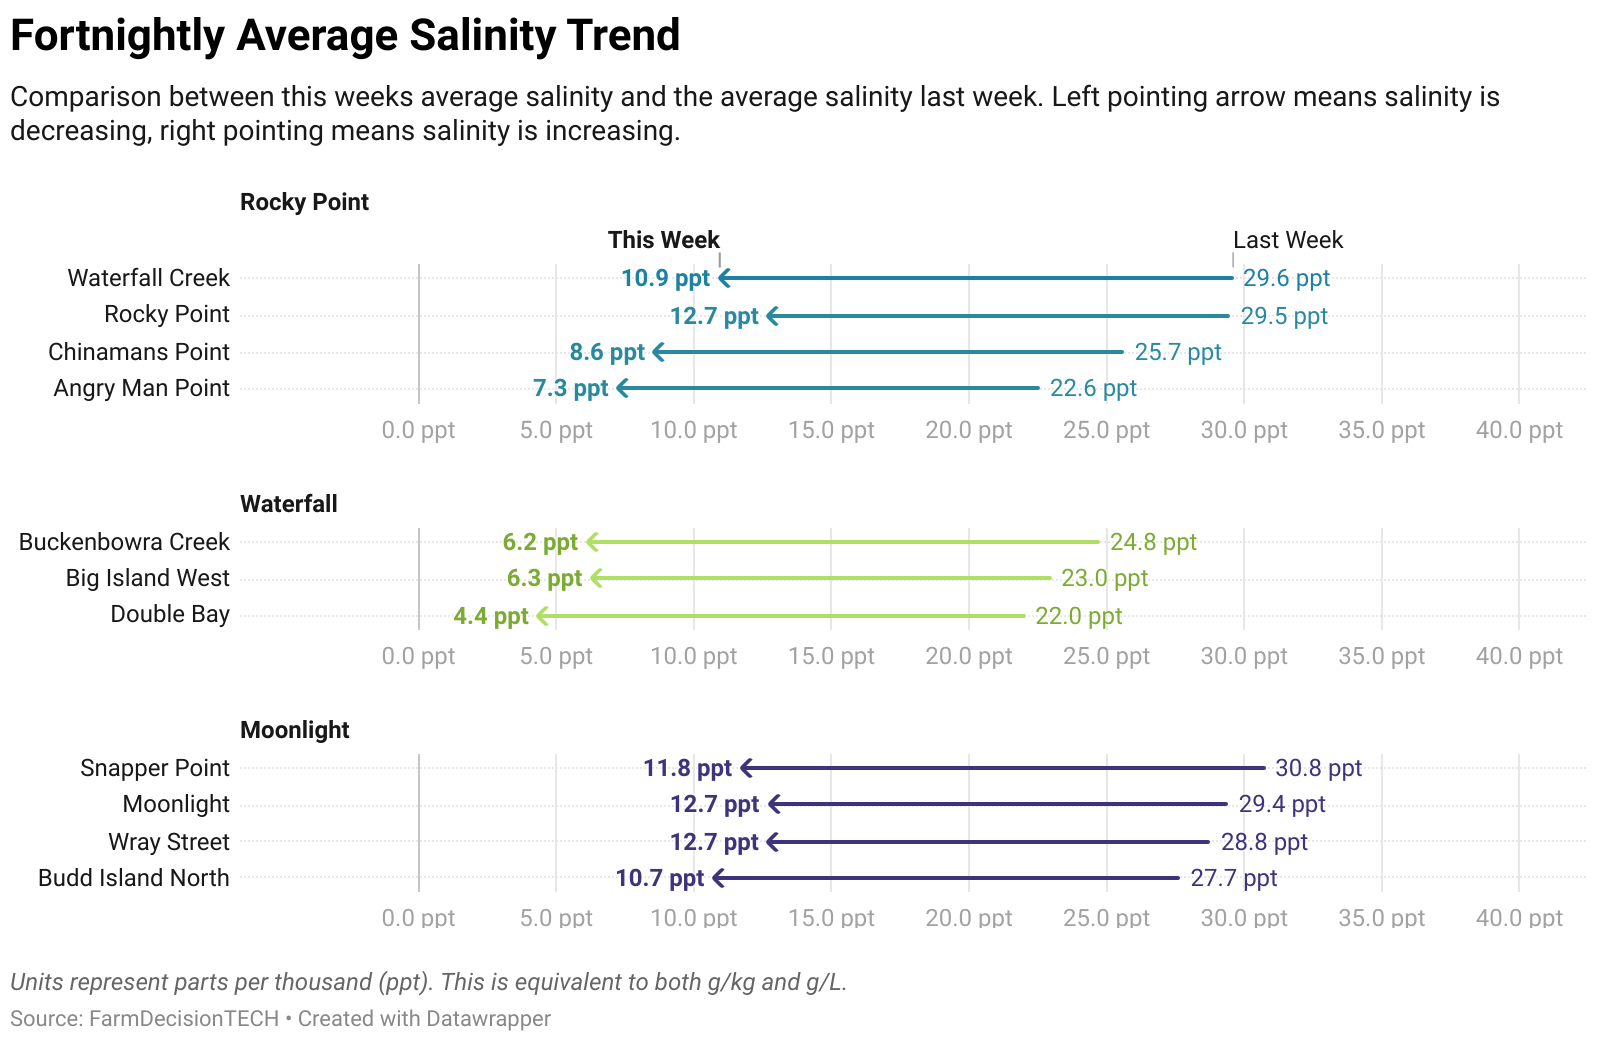 Fortnightly Average Salinity Trend
Comparison between this weeks average salinity and the average salinity last week. Left pointing arrow means salinity is
decreasing, right pointing means salinity is increasing.
Rocky Point
This Week Last Week
Waterfall Creek 10.9 ppt 29.6 ppt
Rocky Point 12.7 ppt 29.5 ppt
Chinamans Point 8.6 ppt 25.7 ppt
Angry Man Point 7.3 ppt 22.6 ppt
0.0 ppt 5.0 ppt 10.0 ppt 15.0 ppt 20.0 ppt 25.0 ppt 30.0 ppt 35.0 ppt 40.0 ppt
Waterfall
Buckenbowra Creek 6.2 ppt 24.8 ppt
Big Island West 6.3 ppt 23.0 ppt
Double Bay 4.4 ppt 22.0 ppt
0.0 ppt 5.0 ppt 10.0 ppt 15.0 ppt 20.0 ppt 25.0 ppt 30.0 ppt 35.0 ppt 40.0 ppt
Moonlight
Snapper Point 11.8 ppt 30.8 ppt
Moonlight 12.7 ppt 29.4 ppt
Wray Street 12.7 ppt 28.8 ppt
Budd Island North 10.7 ppt 27.7 ppt
0.0 ppt 5.0 ppt 10.0 ppt 15.0 ppt 20.0 ppt 25.0 ppt 30.0 ppt 35.0 ppt 40.0 ppt
Units represent parts per thousand (ppt). This is equivalent to both g/kg and g/L.
Source: FarmDecisionTECH • Created with Datawrapper